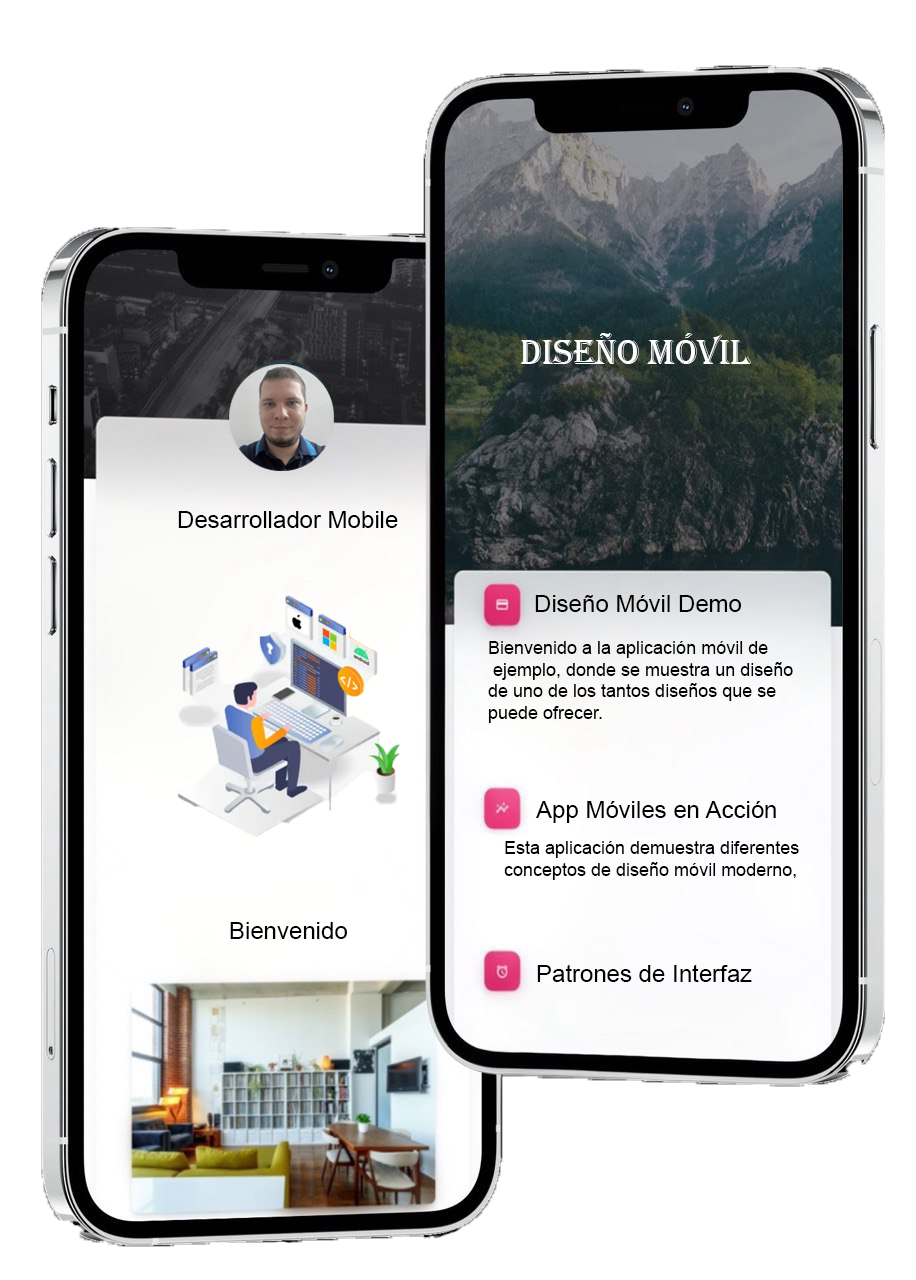 Desarrollador Mobile
android
</>
Bienvenido
DISEÑO MÓVIL
Diseño Móvil Demo
Bienvenido a la aplicación móvil de
ejemplo, donde se muestra un diseño
de uno de los tantos diseños que se
puede ofrecer.
App Móviles en Acción
Esta aplicación demuestra diferentes
conceptos de diseño móvil moderno,
Patrones de Interfaz